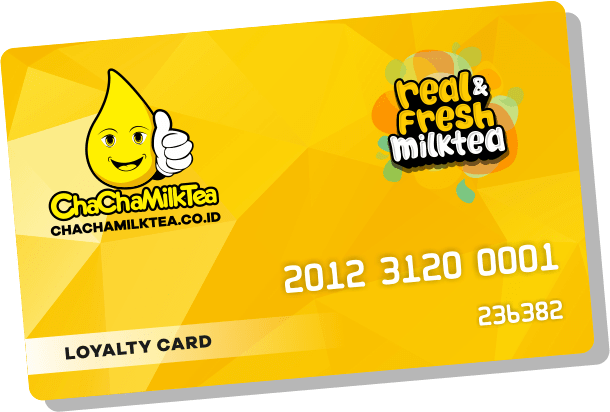 real &
fresh
milktea
ChaChaMilkTea
CHACHAMILKTEA.CO.ID
2012 3120 0001
236382
LOYALTY CARD